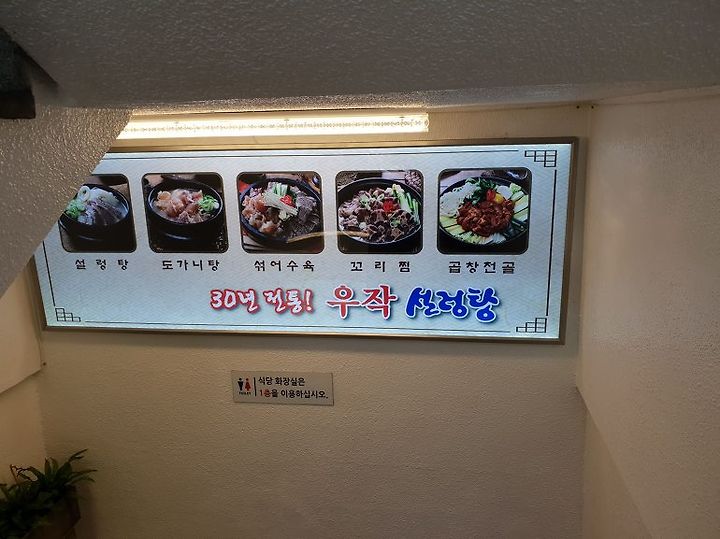 설렁탕 도가니탕 섞어수육 꼬리찜 곱창전골
30년 전통! 우작 설렁탕
식당 화장실은
1층을 이용하십시오.